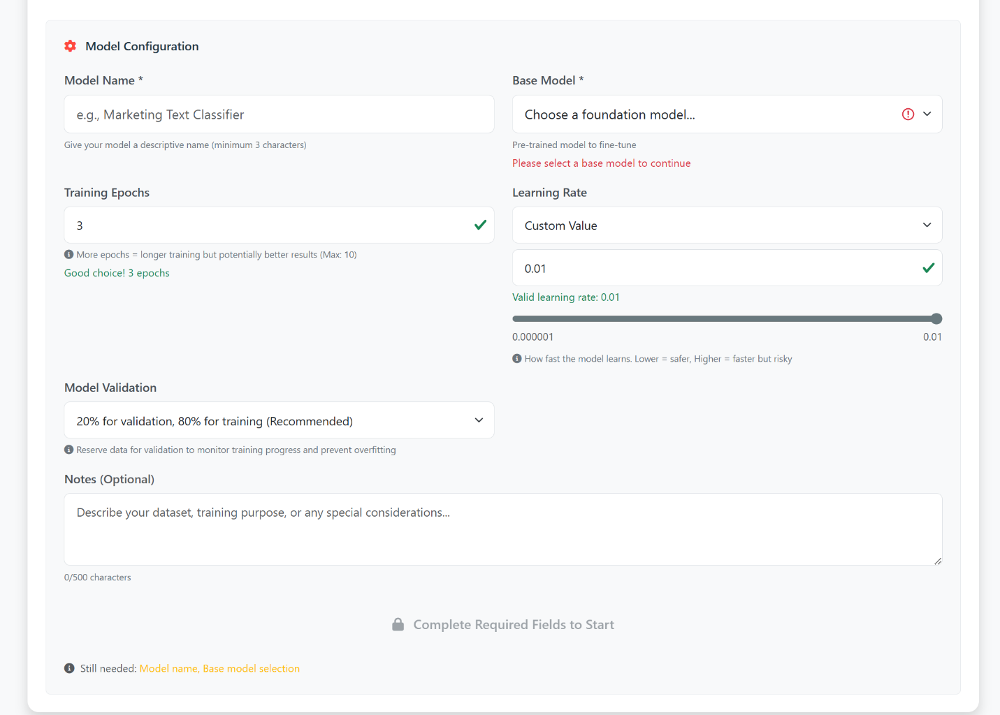 Model Configuration
Model Name *
e.g., Marketing Text Classifier
Give your model a descriptive name (minimum 3 characters)
Base Model *
Choose a foundation model...
Pre-trained model to fine-tune
Please select a base model to continue
Training Epochs
3
More epochs = longer training but potentially better results (Max: 10)
Good choice! 3 epochs
Learning Rate
Custom Value
0.01
Valid learning rate: 0.01
0.000001 0.01
How fast the model learns. Lower = safer, Higher = faster but risky
Model Validation
20% for validation, 80% for training (Recommended)
Reserve data for validation to monitor training progress and prevent overfitting
Notes (Optional)
Describe your dataset, training purpose, or any special considerations...
0/500 characters
Complete Required Fields to Start
Still needed: Model name, Base model selection